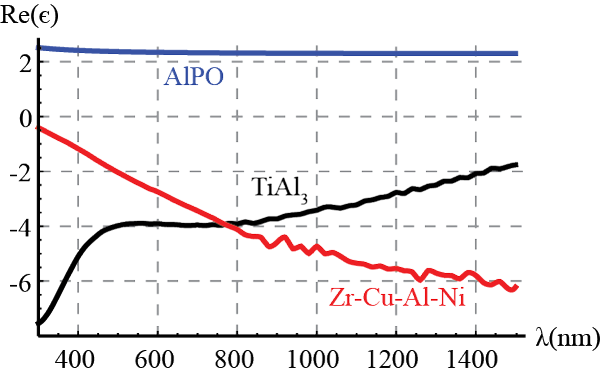 Re(ϵ)
2
AlPO
0
-2
TiAl3
-4
-6
Zr-Cu-Al-Ni
λ(nm)
400 600 800 1000 1200 1400